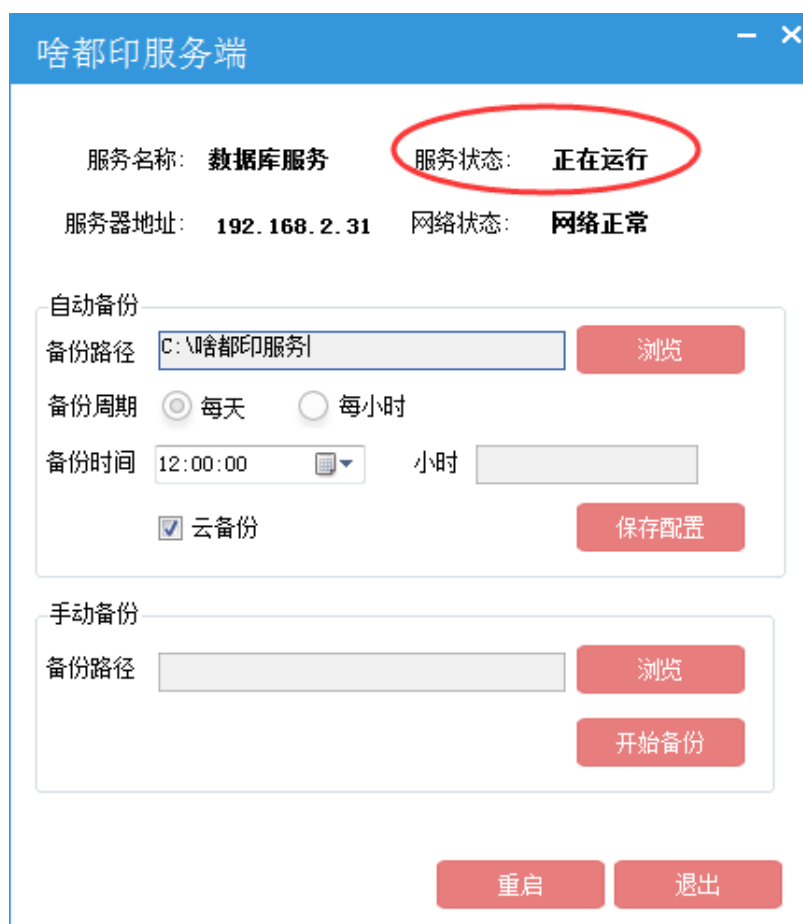 啥都印服务端
服务名称: 数据库服务 服务状态: 正在运行
服务器地址: 192.168.2.31 网络状态: 网络正常
自动备份
备份路径 C:\啥都印服务 浏览
备份周期 每天 每小时
备份时间 12:00:00 小时
云备份 保存配置
手动备份
备份路径 浏览
开始备份
重启 退出